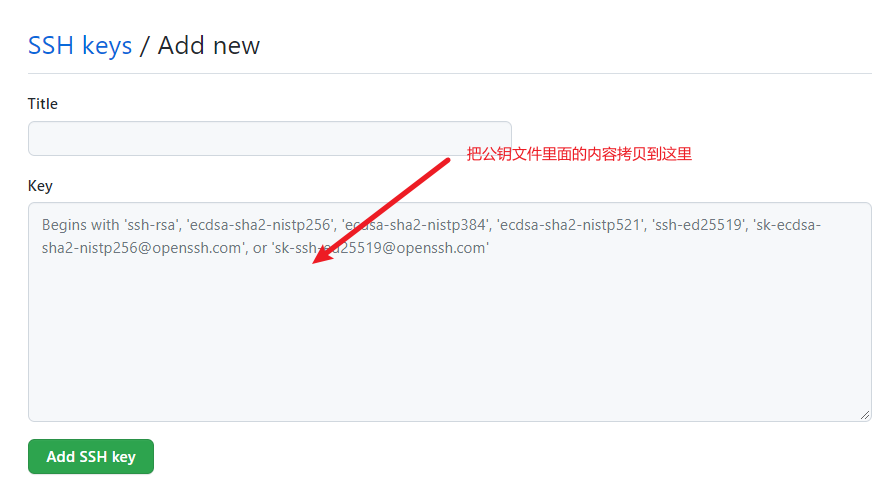 SSH keys / Add new
Title
把公钥文件里面的内容拷贝到这里
Key
Begins with 'ssh-rsa', 'ecdsa-sha2-nistp256', 'ecdsa-sha2-nistp384', 'ecdsa-sha2-nistp521', 'ssh-ed25519', 'sk-ecdsa-
sha2-nistp256@openssh.com', or 'sk-ssh-ed25519@openssh.com'
Add SSH key